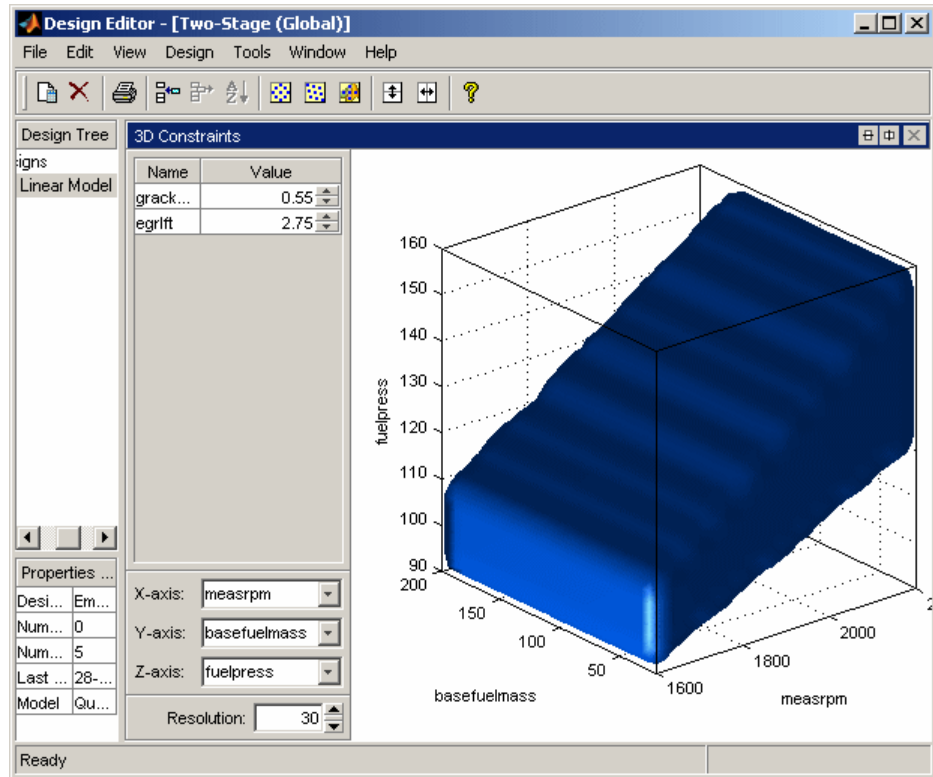 Design Editor - [Two-Stage (Global)]
File Edit View Design Tools Window Help
Design Tree
3D Constraints
igns
Linear Model
Name Value
grack... 0.55
egrlft 2.75
160
150
140
130
120
110
100
90
fuelpress
200
150
100
50
basefuelmass
1600
1800
2000
2
measrpm
Properties ...
Desi... Em...
Num... 0
Num... 5
Last ... 28-...
Model Qu...
X-axis: measrpm
Y-axis: basefuelmass
Z-axis: fuelpress
Resolution: 30
Ready